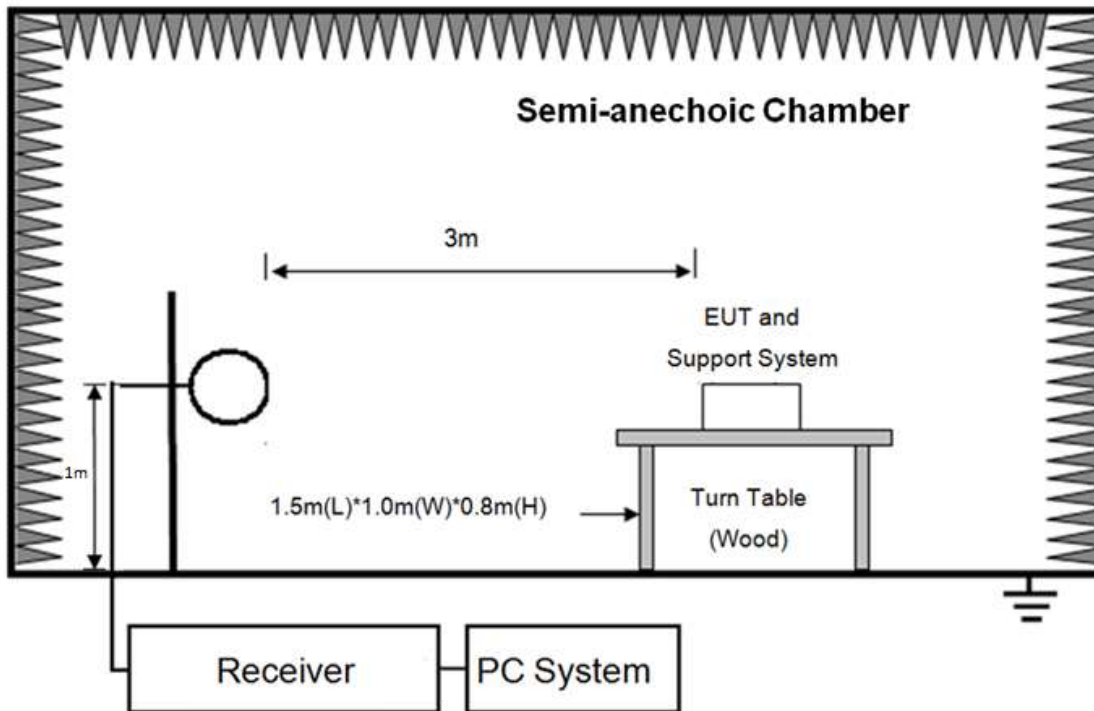 Semi-anechoic Chamber
3m
EUT and
Support System
1m
1.5m(L)*1.0m(W)*0.8m(H)
Turn Table
(Wood)
Receiver
PC System